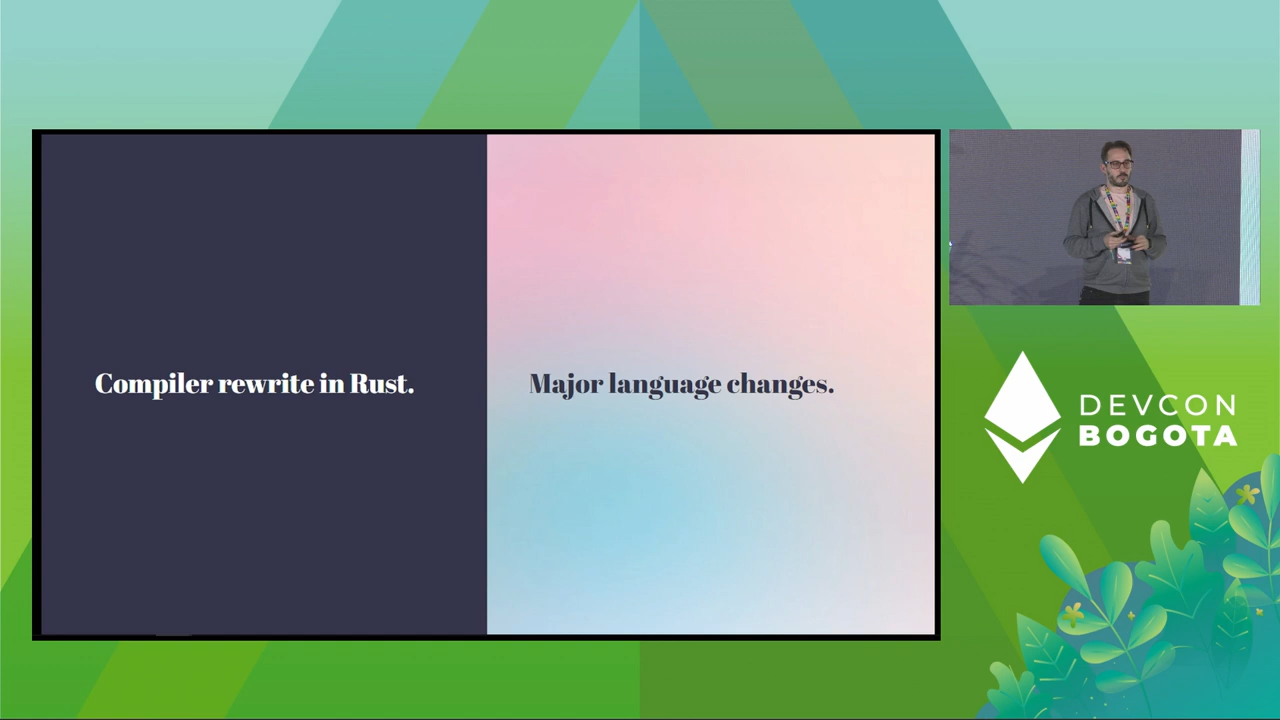 Compiler rewrite in Rust.
Major language changes.
DEVCON
BOGOTA